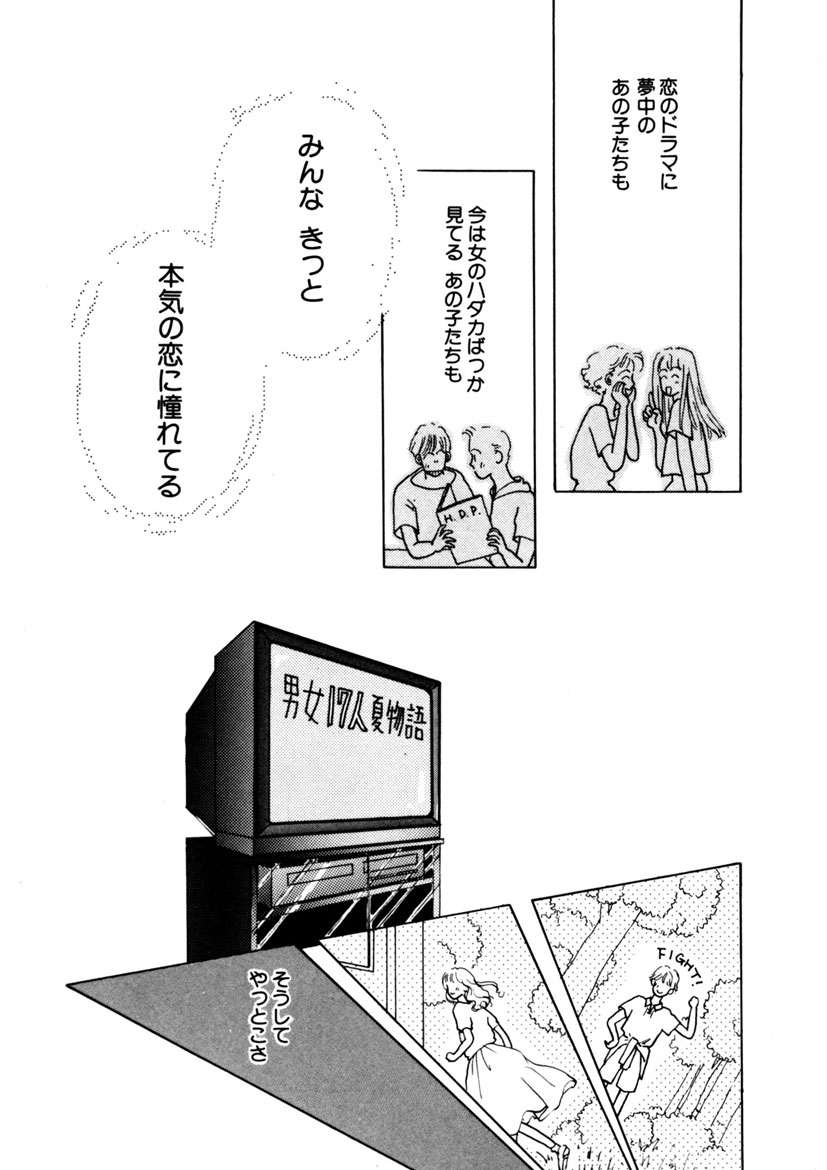 恋のドラマに
夢中の
あの子たちも
今は女のハダカばっか
見てる あの子たちも
H.D.P.
みんな きっと
本気の恋に憧れてる
男女17人夏物語
FIGHT!
そうして
やっとこさ